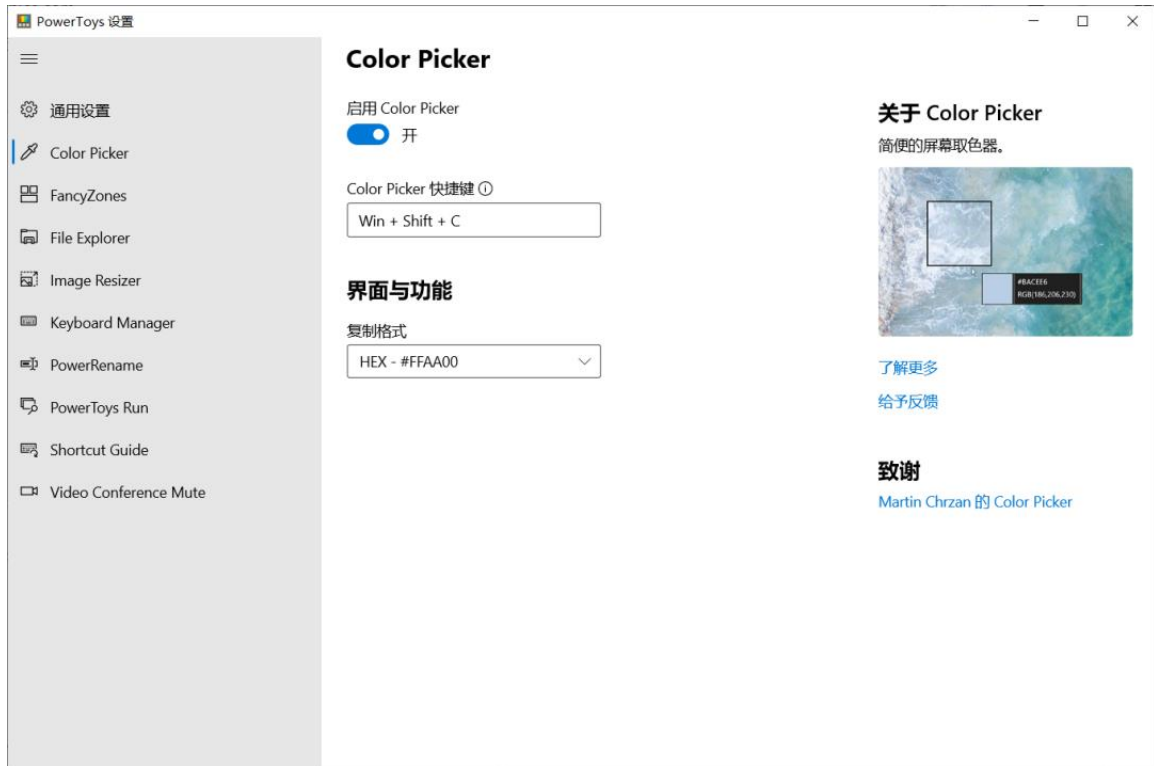 PowerToys 设置
通用设置
Color Picker
FancyZones
File Explorer
Image Resizer
Keyboard Manager
PowerRename
PowerToys Run
Shortcut Guide
Video Conference Mute
Color Picker
启用 Color Picker
开
Color Picker 快捷键
Win + Shift + C
界面与功能
复制格式
HEX - #FFAA00
关于 Color Picker
简便的屏幕取色器。
#BACEE6
RGB(186,206,230)
了解更多
给予反馈
致谢
Martin Chrzan 的 Color Picker